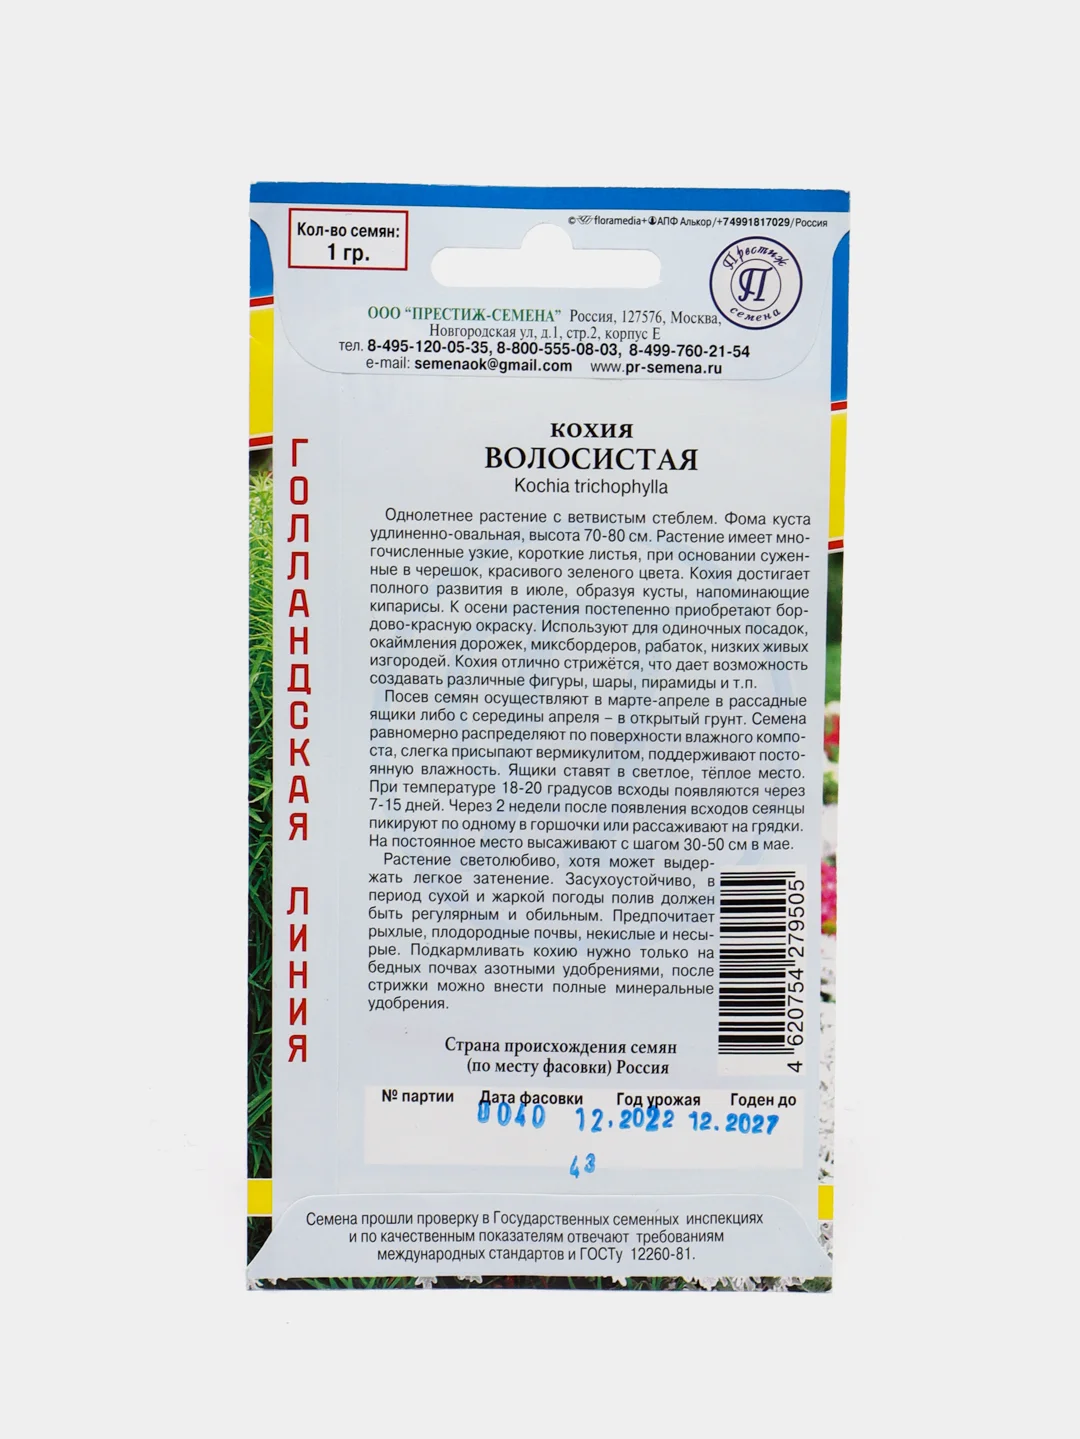 Кол-во семян:
1 гр.
© floramedia+ АПФ Алькор/+74991817029/Россия
Престиж
П
семена
ООО “ПРЕСТИЖ-СЕМЕНА” Россия, 127576, Москва,
Новгородская ул, д.1, стр.2, корпус Е
тел. 8-495-120-05-35, 8-800-555-08-03, 8-499-760-21-54
e-mail: semenaok@gmail.com www.pr-semena.ru
ГОЛЛАНДСКАЯ ЛИНИЯ
КОХИЯ
ВОЛОСИСТАЯ
Kochia trichophylla
Однолетнее растение с ветвистым стеблем. Фома куста
удлиненно-овальная, высота 70-80 см. Растение имеет мно-
гочисленные узкие, короткие листья, при основании сужен-
ные в черешок, красивого зеленого цвета. Кохия достигает
полного развития в июле, образуя кусты, напоминающие
кипарисы. К осени растения постепенно приобретают бор-
дово-красную окраску. Используют для одиночных посадок,
окаймления дорожек, миксбордеров, рабаток, низких живых
изгородей. Кохия отлично стрижётся, что дает возможность
создавать различные фигуры, шары, пирамиды и т.п.
Посев семян осуществляют в марте-апреле в рассадные
ящики либо с середины апреля – в открытый грунт. Семена
равномерно распределяют по поверхности влажного компо-
ста, слегка присыпают вермикулитом, поддерживают посто-
янную влажность. Ящики ставят в светлое, тёплое место.
При температуре 18-20 градусов всходы появляются через
7-15 дней. Через 2 недели после появления всходов сеянцы
пикируют по одному в горшочки или рассаживают на грядки.
На постоянное место высаживают с шагом 30-50 см в мае.
Растение светолюбиво, хотя может выдер-
жать легкое затенение. Засухоустойчиво, в
период сухой и жаркой погоды полив должен
быть регулярным и обильным. Предпочитает
рыхлые, плодородные почвы, некислые и несы-
рые. Подкармливать кохию нужно только на
бедных почвах азотными удобрениями, после
стрижки можно внести полные минеральные
удобрения.
4 620754 279505
Страна происхождения семян
(по месту фасовки) Россия
№ партии Дата фасовки Год урожая Годен до
0040 12.2022 12.2027
43
Семена прошли проверку в Государственных семенных инспекциях
и по качественным показателям отвечают требованиям
международных стандартов и ГОСТу 12260-81.